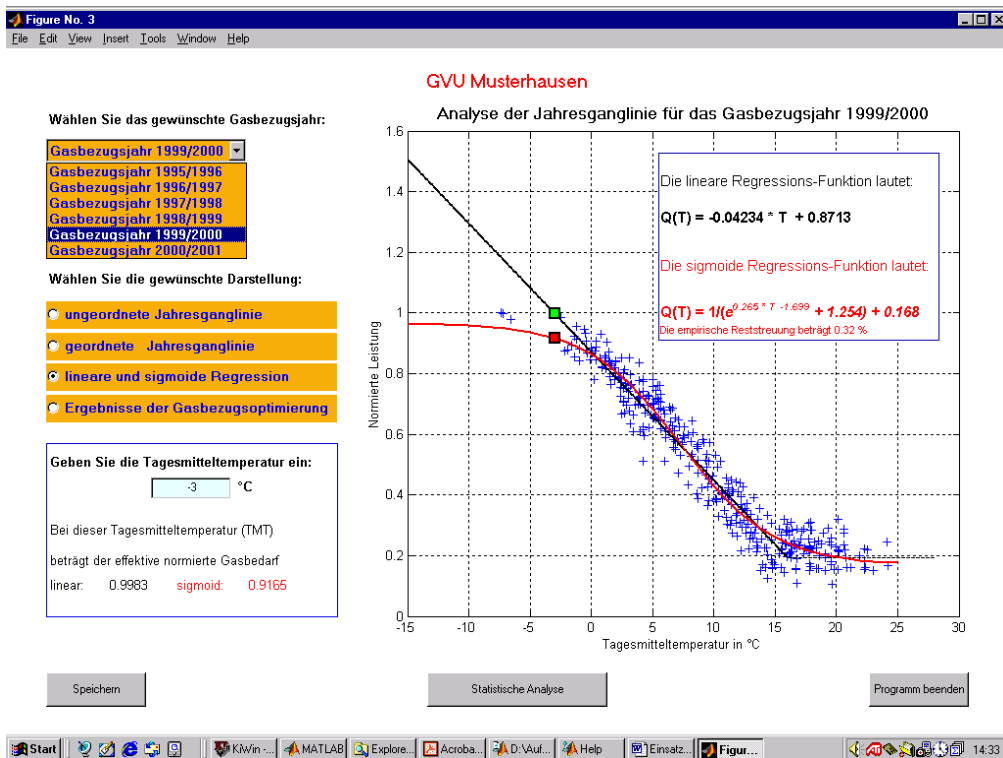 Figure No. 3
File Edit View Insert Tools Window Help
GVU Musterhausen
Wählen Sie das gewünschte Gasbezugsjahr:
Gasbezugsjahr 1999/2000
Gasbezugsjahr 1995/1996
Gasbezugsjahr 1996/1997
Gasbezugsjahr 1997/1998
Gasbezugsjahr 1998/1999
Gasbezugsjahr 1999/2000
Gasbezugsjahr 2000/2001
Wählen Sie die gewünschte Darstellung:
ungeordnete Jahresganglinie
geordnete Jahresganglinie
lineare und sigmoide Regression
Ergebnisse der Gasbezugsoptimierung
Geben Sie die Tagesmitteltemperatur ein:
-3 °C
Bei dieser Tagesmitteltemperatur (TMT)
beträgt der effektive normierte Gasbedarf
linear: 0.9983 sigmoid: 0.9165
Analyse der Jahresganglinie für das Gasbezugsjahr 1999/2000
1.6
1.4
1.2
1
0.8
0.6
0.4
0.2
0
Normierte Leistung
Die lineare Regressions-Funktion lautet:
Q(T) = -0.04234 * T + 0.8713
Die sigmoide Regressions-Funktion lautet:
Q(T) = 1/(e^0.265 * T -1.699 + 1.254) + 0.168
Die empirische Reststreuung beträgt 0.32 %
-15 -10 -5 0 5 10 15 20 25 30
Tagesmitteltemperatur in °C
Speichern
Statistische Analyse
Programm beenden
Start KiWin -... MATLAB Explore... Acroba... D:\Auf... Help Einsatz... Figur... 14:33